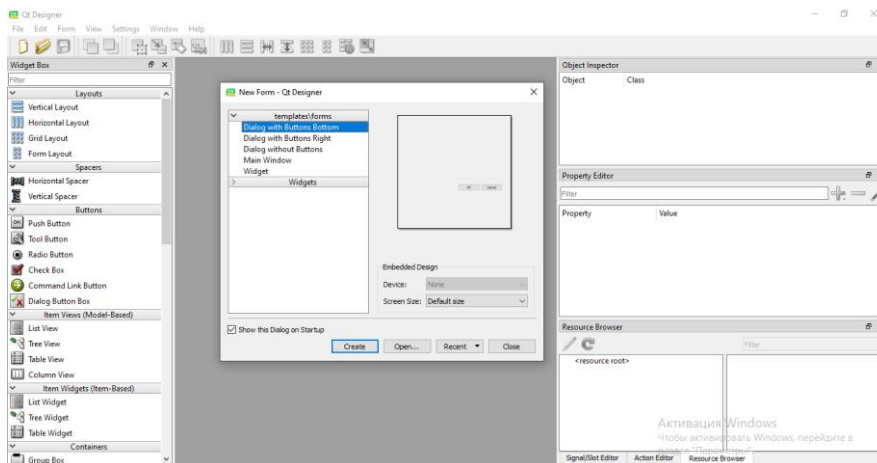 Qt Designer
File Edit Form View Settings Window Help
Widget Box
Filter
Layouts
Vertical Layout
Horizontal Layout
Grid Layout
Form Layout
Spacers
Horizontal Spacer
Vertical Spacer
Buttons
Push Button
Tool Button
Radio Button
Check Box
Command Link Button
Dialog Button Box
Item Views (Model-Based)
List View
Tree View
Table View
Column View
Item Widgets (Item-Based)
List Widget
Tree Widget
Table Widget
Containers
Group Box
New Form - Qt Designer
templates\forms
Dialog with Buttons Bottom
Dialog with Buttons Right
Dialog without Buttons
Main Window
Widget
Widgets
Embedded Design
Device: None
Screen Size: Default size
Show this Dialog on Startup
Create Open... Recent Close
Object Inspector
Object Class
Property Editor
Filter
Property Value
Resource Browser
Filter
<resource root>
Активация Windows
Чтобы активировать Windows, перейдите в
раздел "Параметры".
Signal/Slot Editor Action Editor Resource Browser